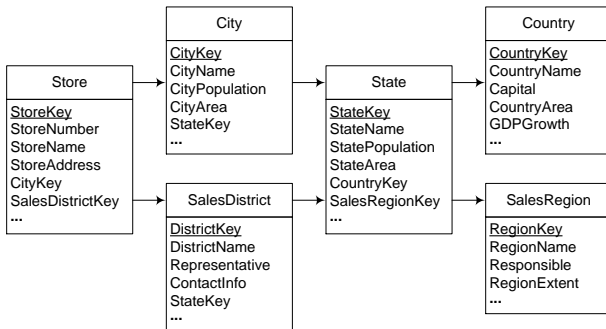 Store
StoreKey
StoreNumber
StoreName
StoreAddress
CityKey
SalesDistrictKey
...
City
CityKey
CityName
CityPopulation
CityArea
StateKey
...
SalesDistrict
DistrictKey
DistrictName
Representative
ContactInfo
StateKey
...
State
StateKey
StateName
StatePopulation
StateArea
CountryKey
SalesRegionKey
...
Country
CountryKey
CountryName
Capital
CountryArea
GDPGrowth
...
SalesRegion
RegionKey
RegionName
Responsible
RegionExtent
...